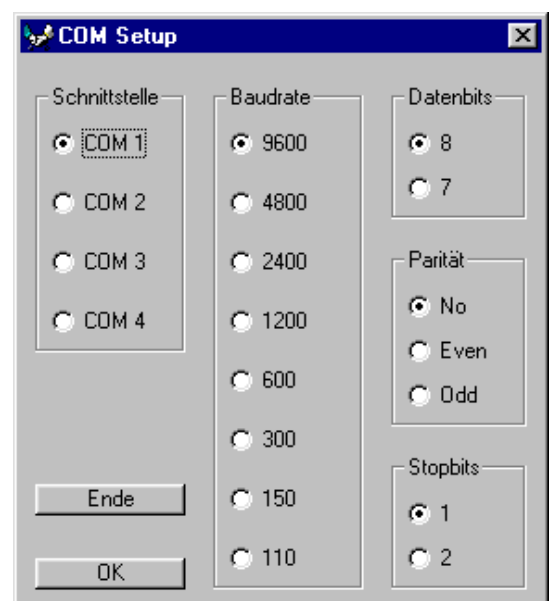 COM Setup
Schnittstelle
COM 1
COM 2
COM 3
COM 4
Baudrate
9600
4800
2400
1200
600
300
150
110
Datenbits
8
7
Parität
No
Even
Odd
Stopbits
1
2
Ende
OK